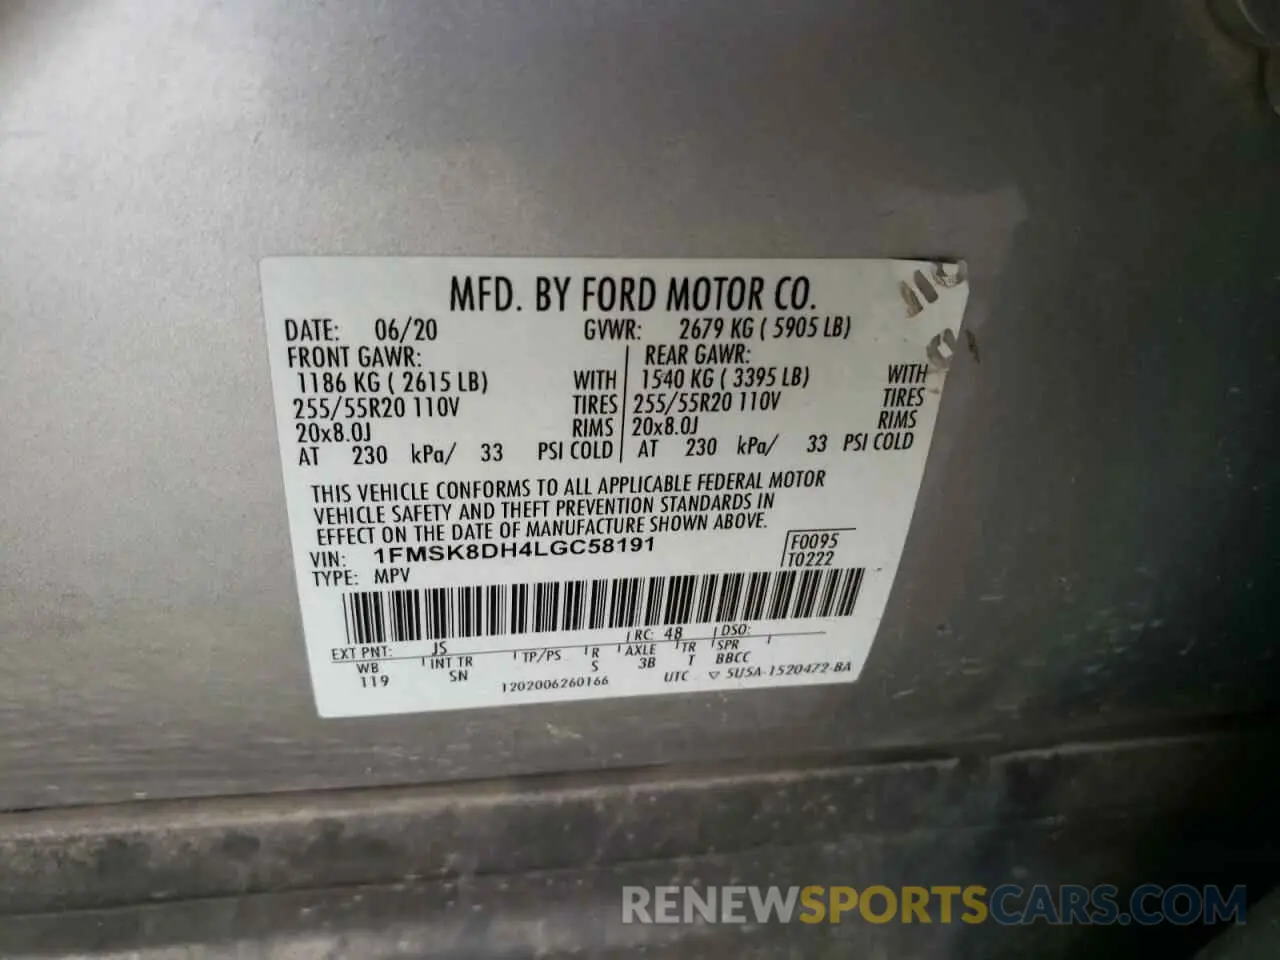 MFD. BY FORD MOTOR CO.
DATE: 06/20 GVWR: 2679 KG ( 5905 LB)
FRONT GAWR: REAR GAWR:
1186 KG ( 2615 LB) WITH 1540 KG ( 3395 LB) WITH
255/55R20 110V TIRES 255/55R20 110V TIRES
20x8.0J RIMS 20x8.0J RIMS
AT 230 kPa/ 33 PSI COLD AT 230 kPa/ 33 PSI COLD
THIS VEHICLE CONFORMS TO ALL APPLICABLE FEDERAL MOTOR
VEHICLE SAFETY AND THEFT PREVENTION STANDARDS IN
EFFECT ON THE DATE OF MANUFACTURE SHOWN ABOVE.
VIN: 1FMSK8DH4LGC58191 F0095
TYPE: MPV T0222
EXT PNT: JS RC: 48 DSO:
WB INT TR TP/PS R AXLE TR SPR
119 SN S 3B T BBCC
1202006260166 UTC ▽ 5U5A-1520472-BA
RENEWSPORTSCARS.COM